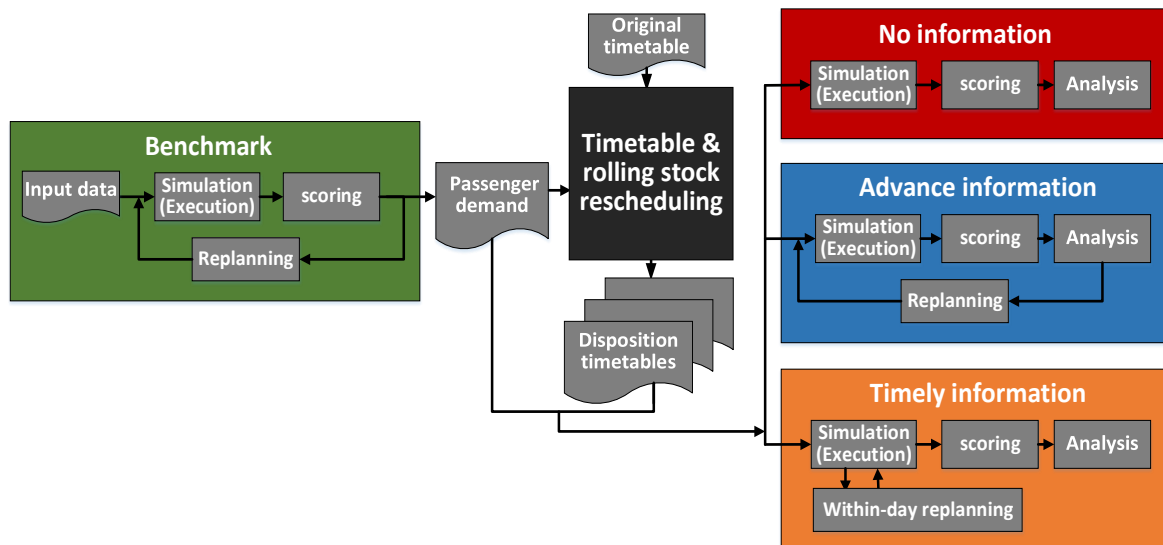 Benchmark
Input data
Simulation
(Execution)
scoring
Replanning
Passenger
demand
Original
timetable
Timetable &
rolling stock
rescheduling
Disposition
timetables
No information
Simulation
(Execution)
scoring
Analysis
Advance information
Simulation
(Execution)
scoring
Analysis
Replanning
Timely information
Simulation
(Execution)
scoring
Analysis
Within-day replanning